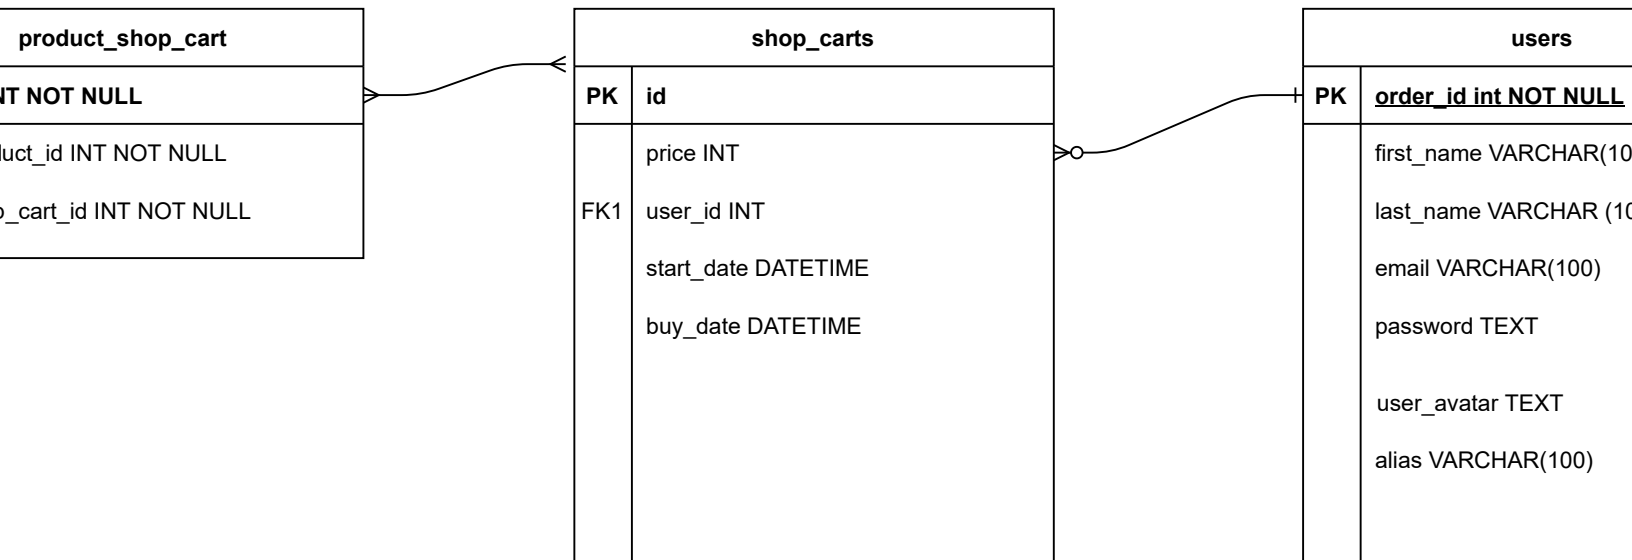 product_shop_cart
NT NOT NULL
duct_id INT NOT NULL
p_cart_id INT NOT NULL
shop_carts
PK id
price INT
FK1 user_id INT
start_date DATETIME
buy_date DATETIME
users
PK order_id int NOT NULL
first_name VARCHAR(10
last_name VARCHAR (10
email VARCHAR(100)
password TEXT
user_avatar TEXT
alias VARCHAR(100)